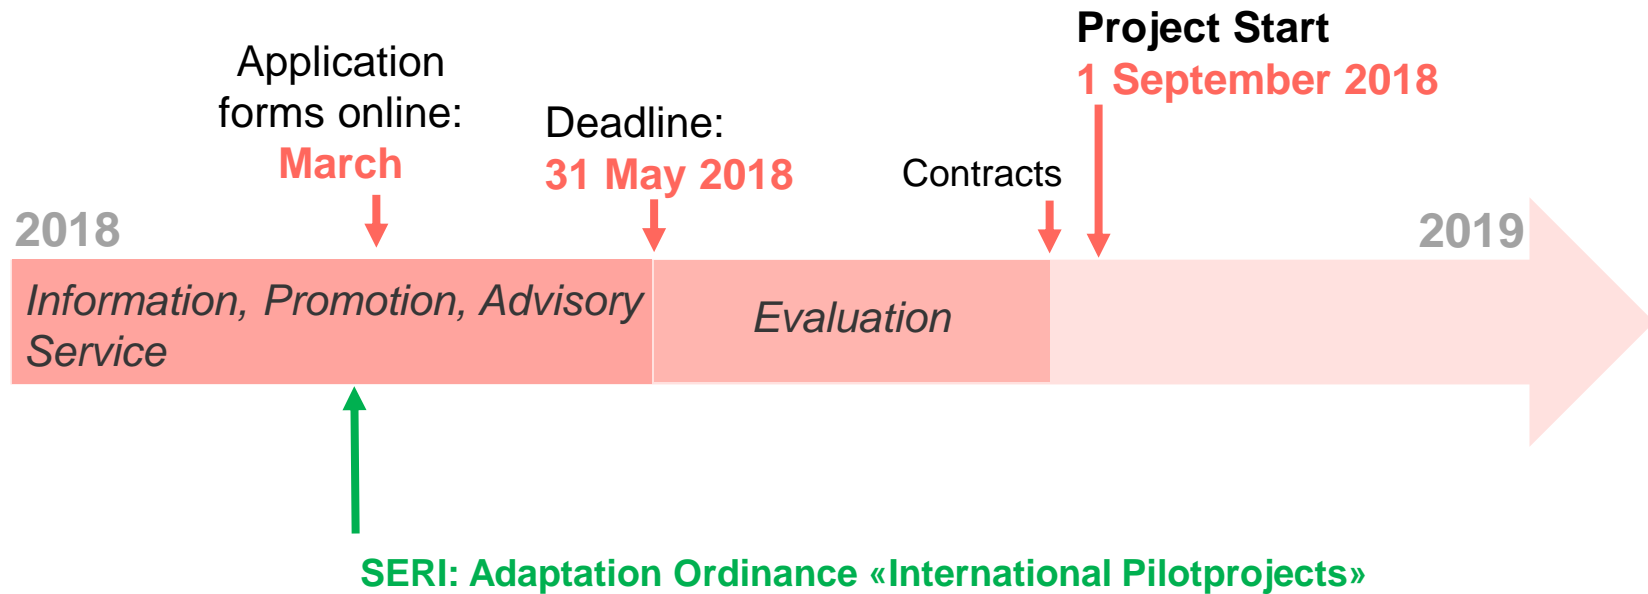 Project Start
1 September 2018
Application
forms online:
March
Deadline:
31 May 2018
Contracts
2018
2019
Information, Promotion, Advisory
Service
Evaluation
SERI: Adaptation Ordinance «International Pilotprojects»